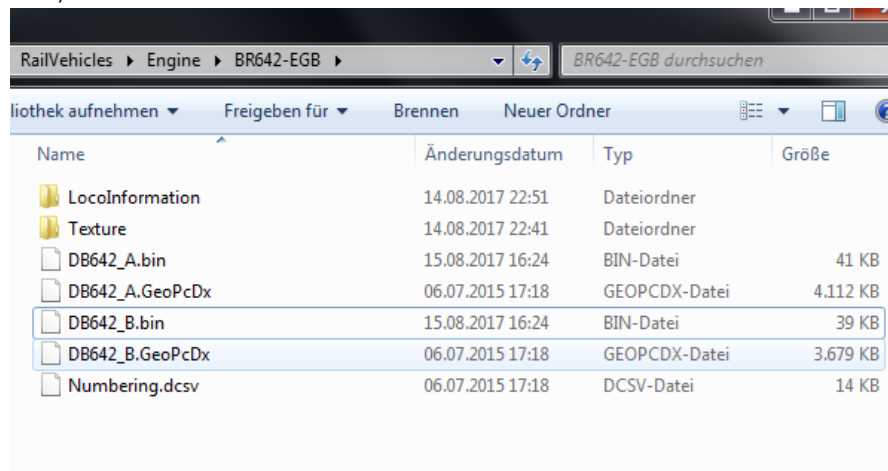 RailVehicles ▸ Engine ▸ BR642-EGB ▸ BR642-EGB durchsuchen
bliothek aufnehmen Freigeben für Brennen Neuer Ordner
Name Änderungsdatum Typ Größe
LocoInformation 14.08.2017 22:51 Dateiordner
Texture 14.08.2017 22:41 Dateiordner
DB642_A.bin 15.08.2017 16:24 BIN-Datei 41 KB
DB642_A.GeoPcDx 06.07.2015 17:18 GEOPCDX-Datei 4.112 KB
DB642_B.bin 15.08.2017 16:24 BIN-Datei 39 KB
DB642_B.GeoPcDx 06.07.2015 17:18 GEOPCDX-Datei 3.679 KB
Numbering.dcsv 06.07.2015 17:18 DCSV-Datei 14 KB